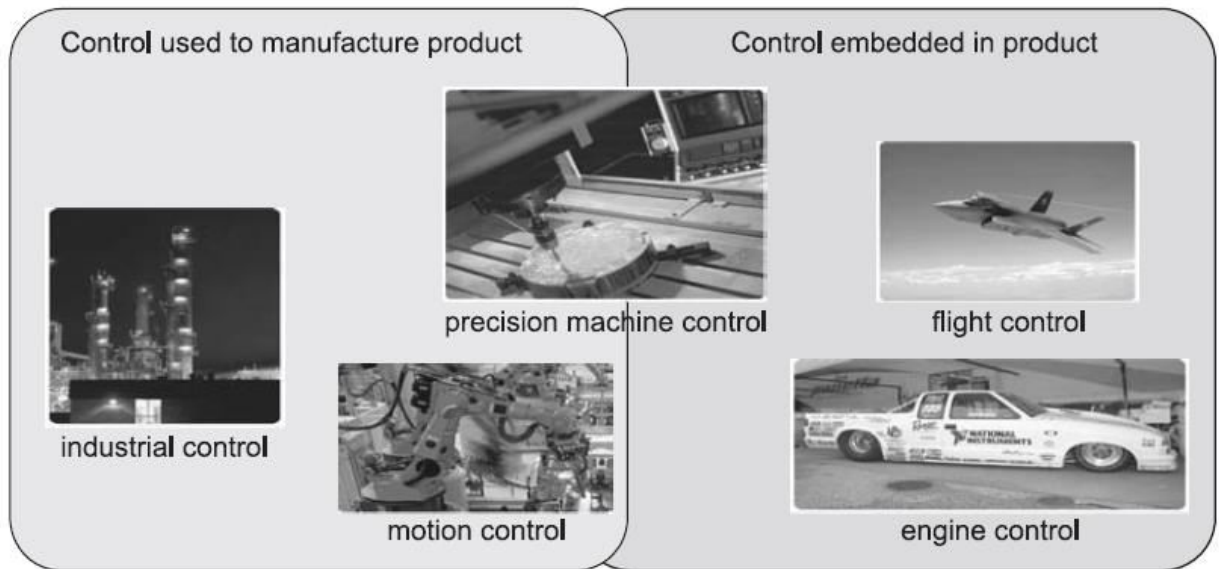 Control used to manufacture product
Control embedded in product
precision machine control
flight control
industrial control
NATIONAL
INSTRUMENTS
motion control
engine control